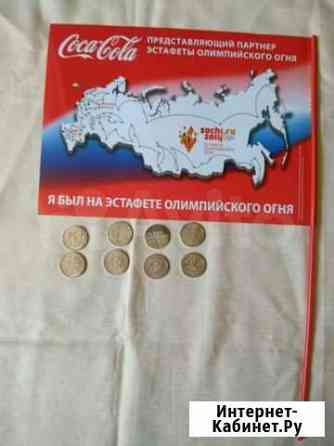 Coca-Cola
ПРЕДСТАВЛЯЮЩИЙ ПАРТНЕР
ЭСТАФЕТЫ ОЛИМПИЙСКОГО ОГНЯ
sochi.ru
2014
Я БЫЛ НА ЭСТАФЕТЕ ОЛИМПИЙСКОГО ОГНЯ
Интернет-
Кабинет.Ру